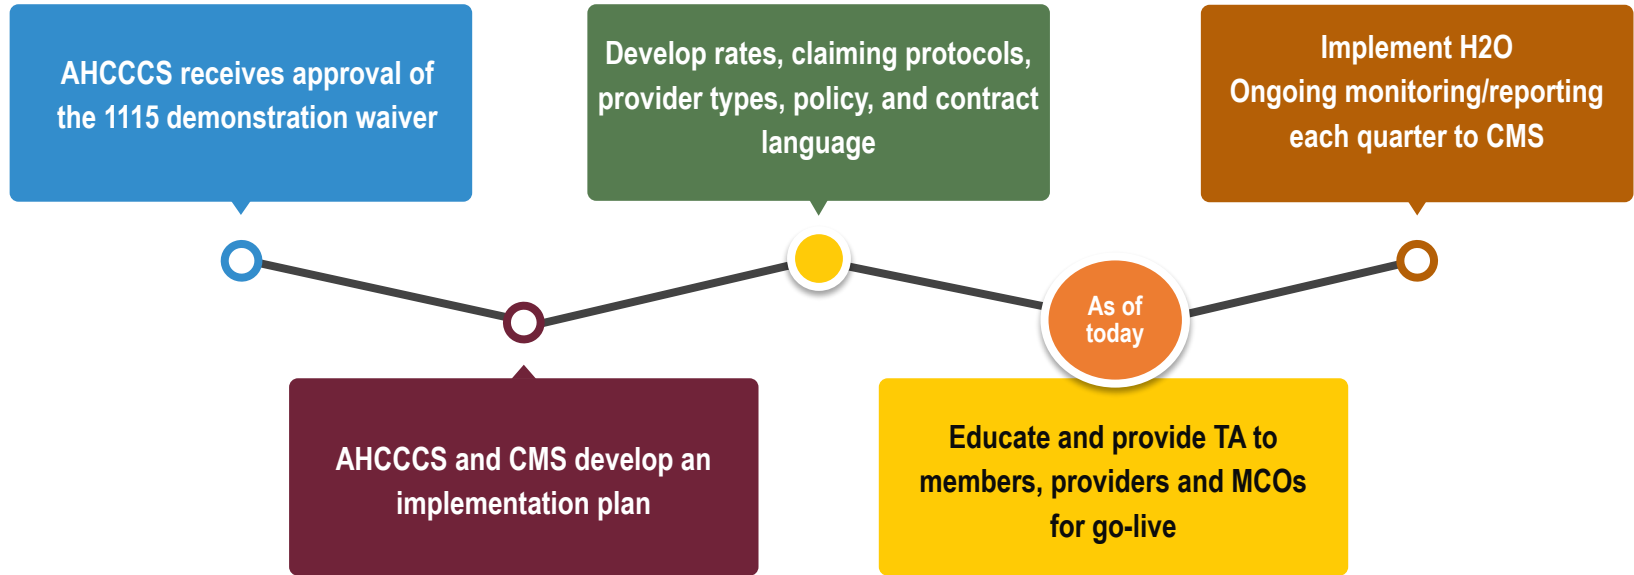 AHCCCS receives approval of
the 1115 demonstration waiver
AHCCCS and CMS develop an
implementation plan
Develop rates, claiming protocols,
provider types, policy, and contract
language
As of
today
Educate and provide TA to
members, providers and MCOs
for go-live
Implement H2O
Ongoing monitoring/reporting
each quarter to CMS